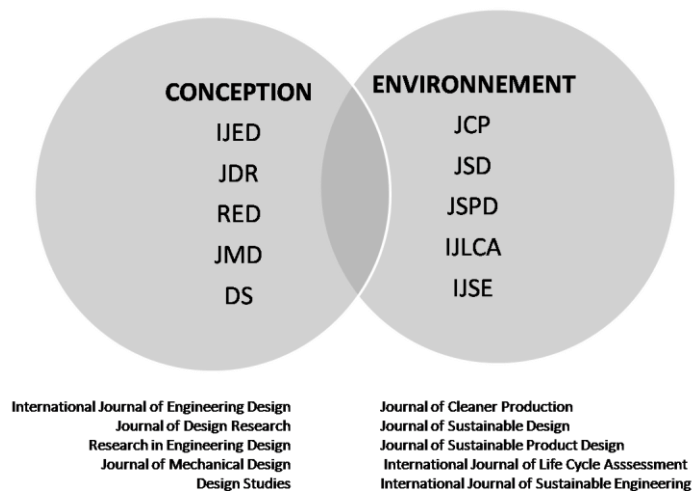 CONCEPTION
IJED
JDR
RED
JMD
DS
ENVIRONNEMENT
JCP
JSD
JSPD
IJLCA
IJSE
International Journal of Engineering Design
Journal of Design Research
Research in Engineering Design
Journal of Mechanical Design
Design Studies
Journal of Cleaner Production
Journal of Sustainable Design
Journal of Sustainable Product Design
International Journal of Life Cycle Asssessment
International Journal of Sustainable Engineering